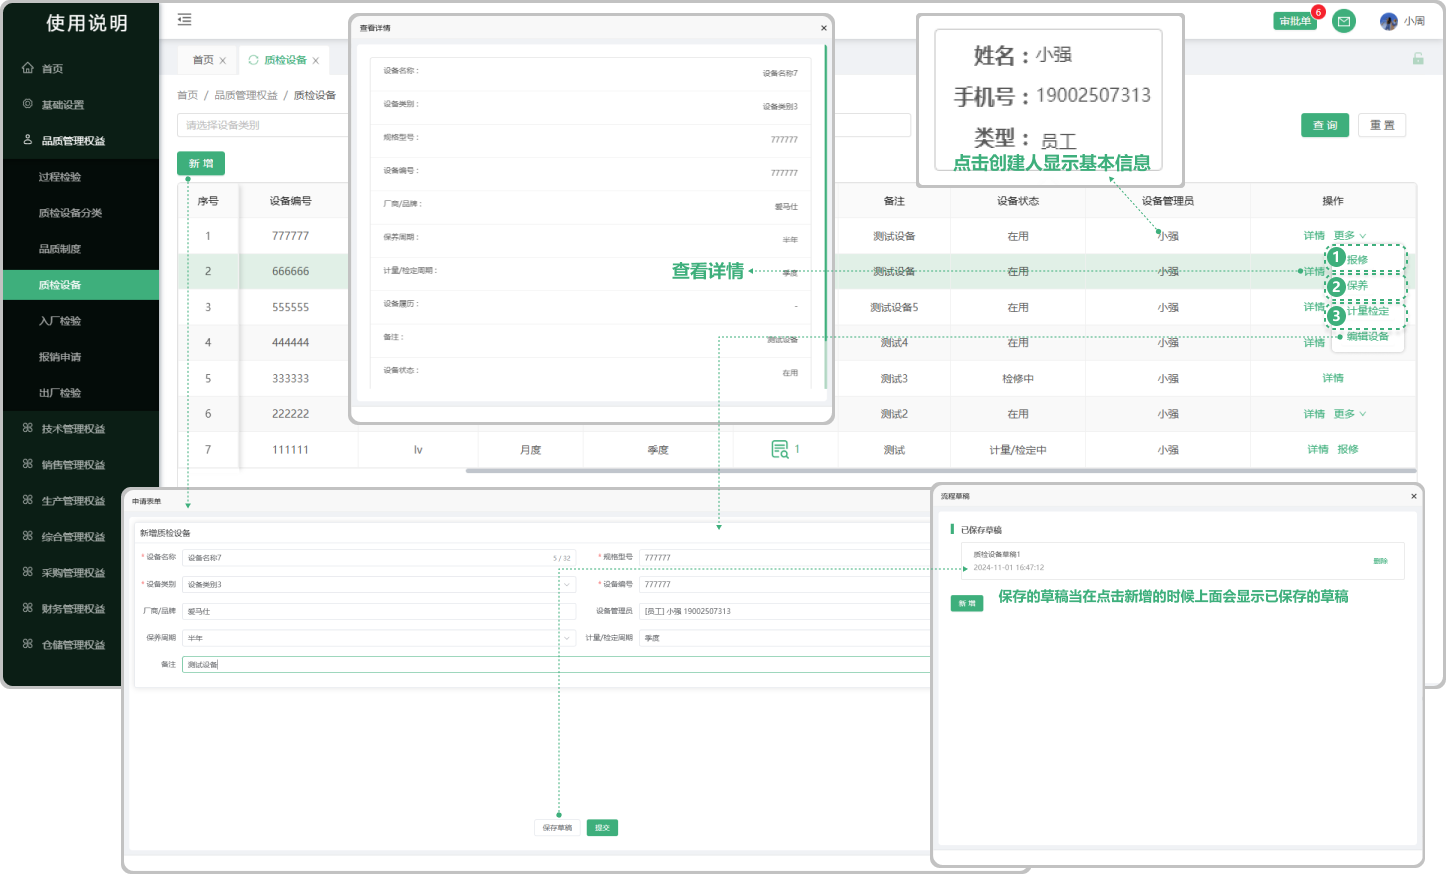 使用说明
首页
基础设置
品质管理权益
过程检验
质检设备分类
品质制度
质检设备
入厂检验
报销申请
出厂检验
技术管理权益
销售管理权益
生产管理权益
综合管理权益
采购管理权益
财务管理权益
仓储管理权益
审批单
6
小周
首页 ×
质检设备 ×
首页 / 品质管理权益 / 质检设备
请选择设备类别
查 询
重 置
新 增
序号 设备编号 备注 设备状态 设备管理员 操作
1 777777 测试设备 在用 小强 详情 更多
2 666666 测试设备 在用 小强 详情
3 555555 测试设备5 在用 小强 详情
4 444444 测试4 在用 小强 详情
5 333333 测试3 检修中 小强 详情
6 222222 测试2 在用 小强 详情 更多
7 111111 lv 月度 季度 1 测试 计量/检定中 小强 详情 报修
1 报修
2 保养
3 计量检定
编辑设备
姓名：小强
手机号：19002507313
类型：员工
点击创建人显示基本信息
查看详情 ×
设备名称： 设备名称7
设备类别： 设备类别3
规格型号： 777777
设备编号： 777777
厂商/品牌： 爱马仕
保养周期： 半年
计量/检定周期： 季度
设备履历： -
备注： 测试设备
设备状态： 在用
查看详情
申请表单
新增质检设备
* 设备名称 设备名称7 5 / 32 * 规格型号 777777
* 设备类别 设备类别3 * 设备编号 777777
厂商/品牌 爱马仕 设备管理员 [员工] 小强 19002507313
保养周期 半年 计量/检定周期 季度
备注 测试设备
保存草稿
提交
流程草稿 ×
已保存草稿
质检设备草稿1
2024-11-01 16:47:12
删除
新 增
保存的草稿当在点击新增的时候上面会显示已保存的草稿